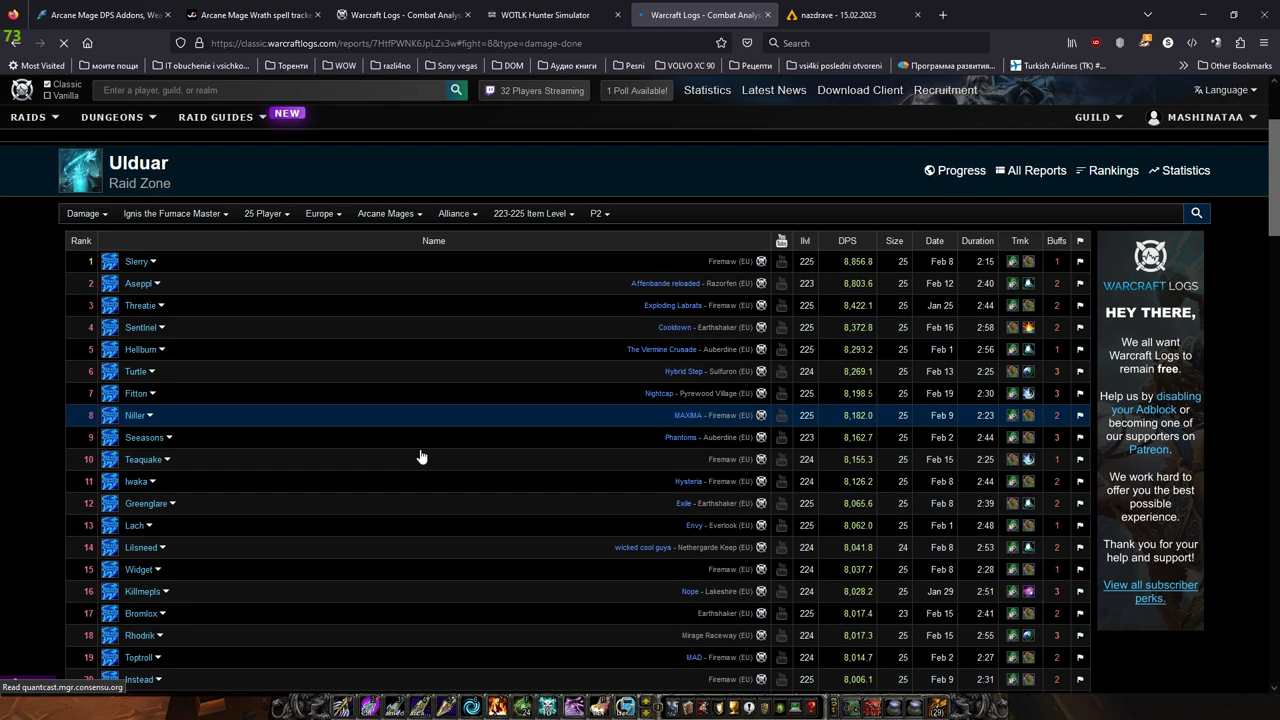 73
Arcane Mage DPS Addons, Wea
Arcane Mage Wrath spell tracke
Warcraft Logs - Combat Analys
WOTLK Hunter Simulator
Warcraft Logs - Combat Analys
nazdrave - 15.02.2023
https://classic.warcraftlogs.com/reports/7HtfPWNK6JpLZx3w#fight=8&type=damage-done
Search
Most Visited моите пощи IT obuchenie i vsichko... Торенти WOW razli4no Sony vegas DOM Аудио книги Pesni VOLVO XC 90 Рецепти vsi4ki posledni otvoreni Программа развития... Turkish Airlines (TK) #... Other Bookmarks
Classic
Vanilla
Enter a player, guild, or realm
32 Players Streaming
1 Poll Available!
Statistics Latest News Download Client Recruitment
Language
RAIDS DUNGEONS RAID GUIDES NEW GUILD MASHINATAA
Ulduar
Raid Zone
Progress All Reports Rankings Statistics
Damage Ignis the Furnace Master 25 Player Europe Arcane Mages Alliance 223-225 Item Level P2
Rank Name IM DPS Size Date Duration Trnk Buffs
1 Slerry Firemaw (EU) 225 8,856.8 25 Feb 8 2:15 1
2 Aseppl Affenbande reloaded - Razorfen (EU) 223 8,803.6 25 Feb 12 2:40 2
3 Threatie Exploding Labrats - Firemaw (EU) 225 8,422.1 25 Jan 25 2:44 2
4 Sentlnel Cooldown - Earthshaker (EU) 225 8,372.8 25 Feb 16 2:58 2
5 Hellburn The Vermine Crusade - Auberdine (EU) 225 8,293.2 25 Feb 1 2:56 1
6 Turtle Hybrid Step - Sulfuron (EU) 224 8,269.1 25 Feb 13 2:25 3
7 Fitton Nightcap - Pyrewood Village (EU) 225 8,198.5 25 Feb 19 2:30 3
8 Niller MAXIMA - Firemaw (EU) 225 8,182.0 25 Feb 9 2:23 2
9 Seeasons Phantoms - Auberdine (EU) 223 8,162.7 25 Feb 2 2:44 3
10 Teaquake Firemaw (EU) 224 8,155.3 25 Feb 15 2:25 1
11 Iwaka Hysteria - Firemaw (EU) 224 8,126.2 25 Feb 8 2:44 2
12 Greenglare Exile - Earthshaker (EU) 225 8,065.6 25 Feb 8 2:39 2
13 Lach Envy - Everlook (EU) 225 8,062.0 25 Feb 1 2:48 1
14 Lilsneed wicked cool guys - Nethergarde Keep (EU) 224 8,041.8 24 Feb 8 2:53 2
15 Widget Firemaw (EU) 224 8,037.7 25 Feb 8 2:28 1
16 Killmepls Nope - Lakeshire (EU) 224 8,028.2 25 Jan 29 2:51 3
17 Bromlox Earthshaker (EU) 225 8,017.4 23 Feb 15 2:41 2
18 Rhodrik Mirage Raceway (EU) 224 8,017.3 25 Feb 15 2:55 3
19 Toptroll MAD - Firemaw (EU) 224 8,014.7 25 Feb 2 2:27 2
20 Instead Firemaw (EU) 225 8,006.1 25 Feb 9 2:31 2
WARCRAFT LOGS
HEY THERE,
We all want
Warcraft Logs to
remain free.
Help us by disabling
your Adblock or
becoming one of
our supporters on
Patreon.
We work hard to
offer you the best
possible
experience.
Thank you for your
help and support!
View all subscriber
perks.
Read quantcast.mgr.consensu.org